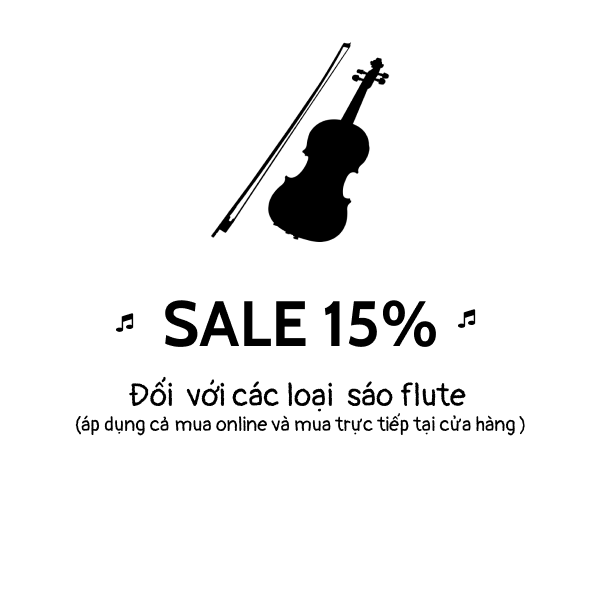 SALE 15%
Đối với các loại sáo flute
(áp dụng cả mua online và mua trực tiếp tại cửa hàng )